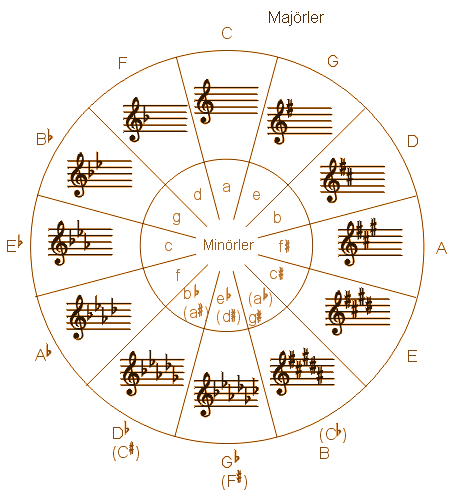 Majörler
C
F
G
B♭
D
d
a
e
g
b
E♭
c
Minörler
f♯
A
f
c♯
b♭
(a♯)
e♭
(d♯)
(a♭)
g♯
A♭
E
D♭
(C♯)
G♭
(F♯)
(C♭)
B